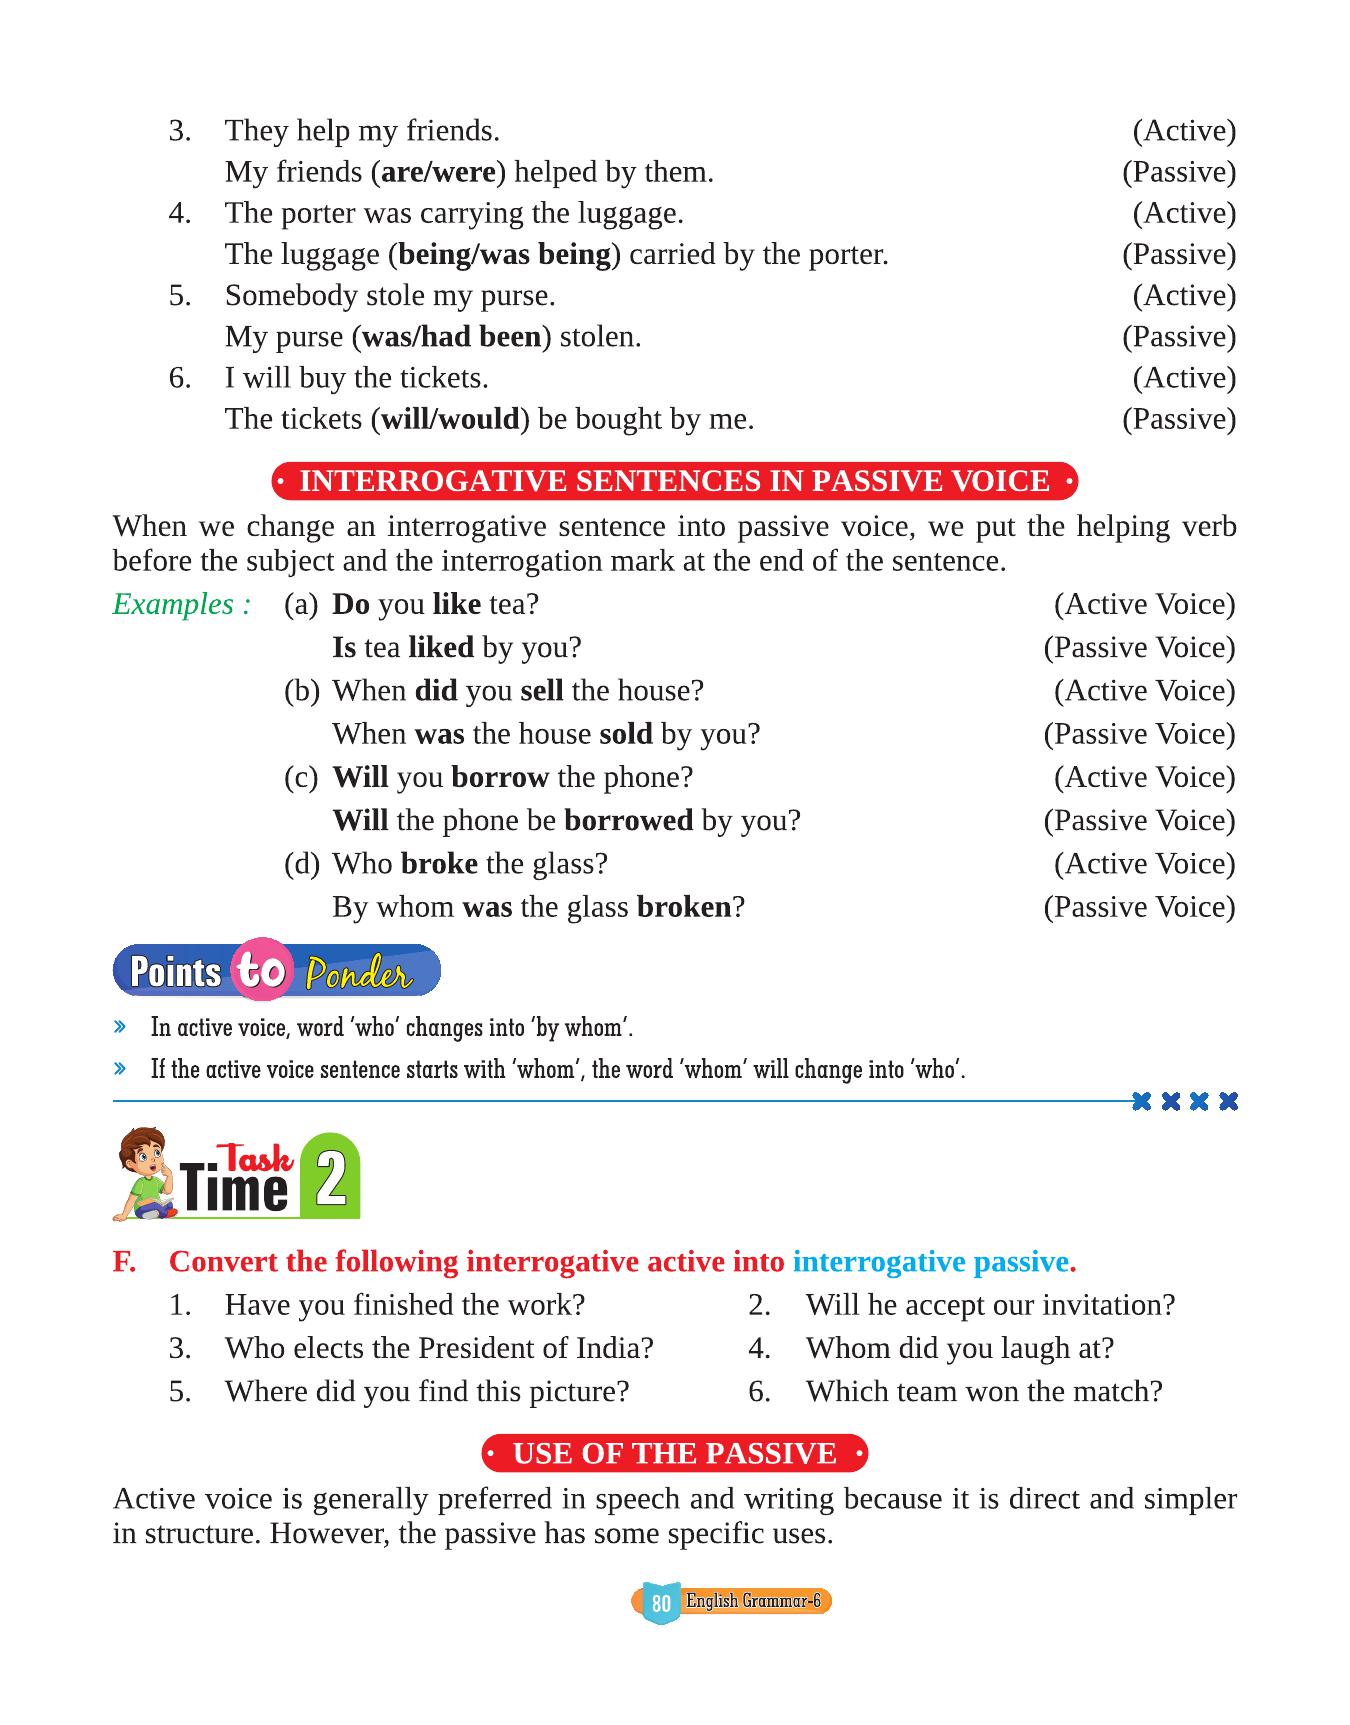 3. They help my friends. (Active)
My friends (are/were) helped by them. (Passive)
4. The porter was carrying the luggage. (Active)
The luggage (being/was being) carried by the porter. (Passive)
5. Somebody stole my purse. (Active)
My purse (was/had been) stolen. (Passive)
6. I will buy the tickets. (Active)
The tickets (will/would) be bought by me. (Passive)
• INTERROGATIVE SENTENCES IN PASSIVE VOICE •
When we change an interrogative sentence into passive voice, we put the helping verb
before the subject and the interrogation mark at the end of the sentence.
Examples : (a) Do you like tea? (Active Voice)
Is tea liked by you? (Passive Voice)
(b) When did you sell the house? (Active Voice)
When was the house sold by you? (Passive Voice)
(c) Will you borrow the phone? (Active Voice)
Will the phone be borrowed by you? (Passive Voice)
(d) Who broke the glass? (Active Voice)
By whom was the glass broken? (Passive Voice)
Points to Ponder
» In active voice, word 'who' changes into 'by whom'.
» If the active voice sentence starts with 'whom', the word 'whom' will change into 'who'.
Task
Time 2
F. Convert the following interrogative active into interrogative passive.
1. Have you finished the work? 2. Will he accept our invitation?
3. Who elects the President of India? 4. Whom did you laugh at?
5. Where did you find this picture? 6. Which team won the match?
• USE OF THE PASSIVE •
Active voice is generally preferred in speech and writing because it is direct and simpler
in structure. However, the passive has some specific uses.
80 English Grammar-6